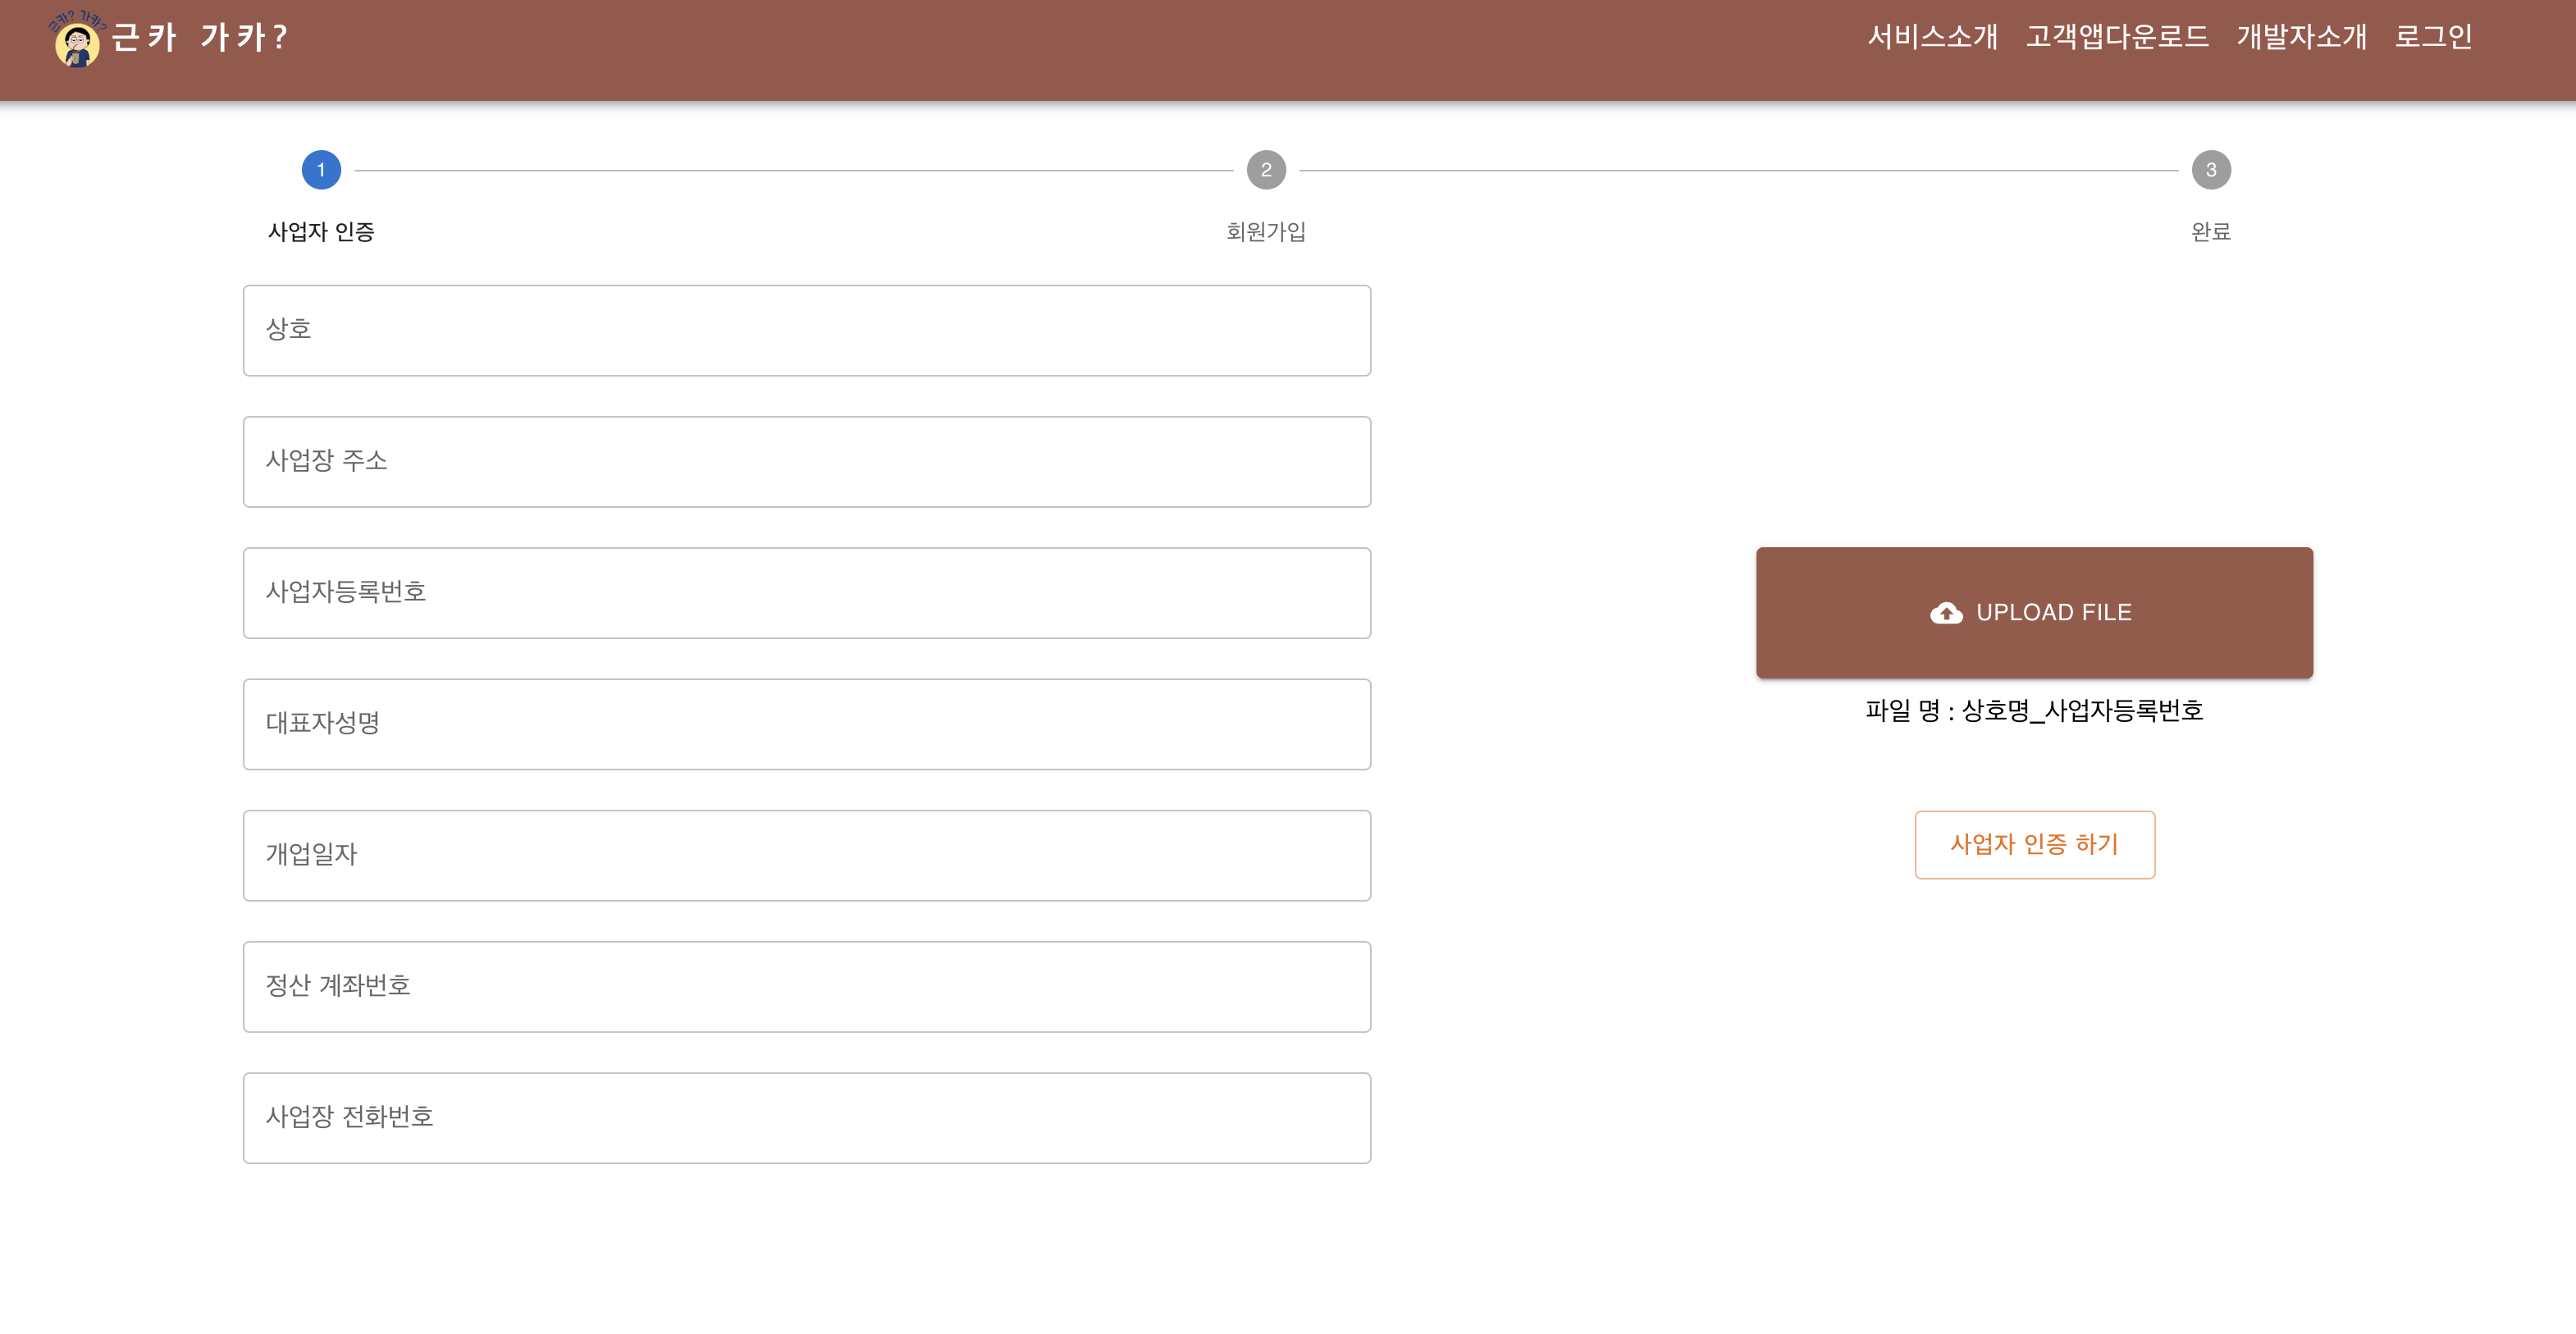 근카? 가카?
근카 가카?
서비스소개 고객앱다운로드 개발자소개 로그인
1 2 3
사업자 인증 회원가입 완료
상호
사업장 주소
사업자등록번호
UPLOAD FILE
파일 명 : 상호명_사업자등록번호
대표자성명
개업일자
사업자 인증 하기
정산 계좌번호
사업장 전화번호